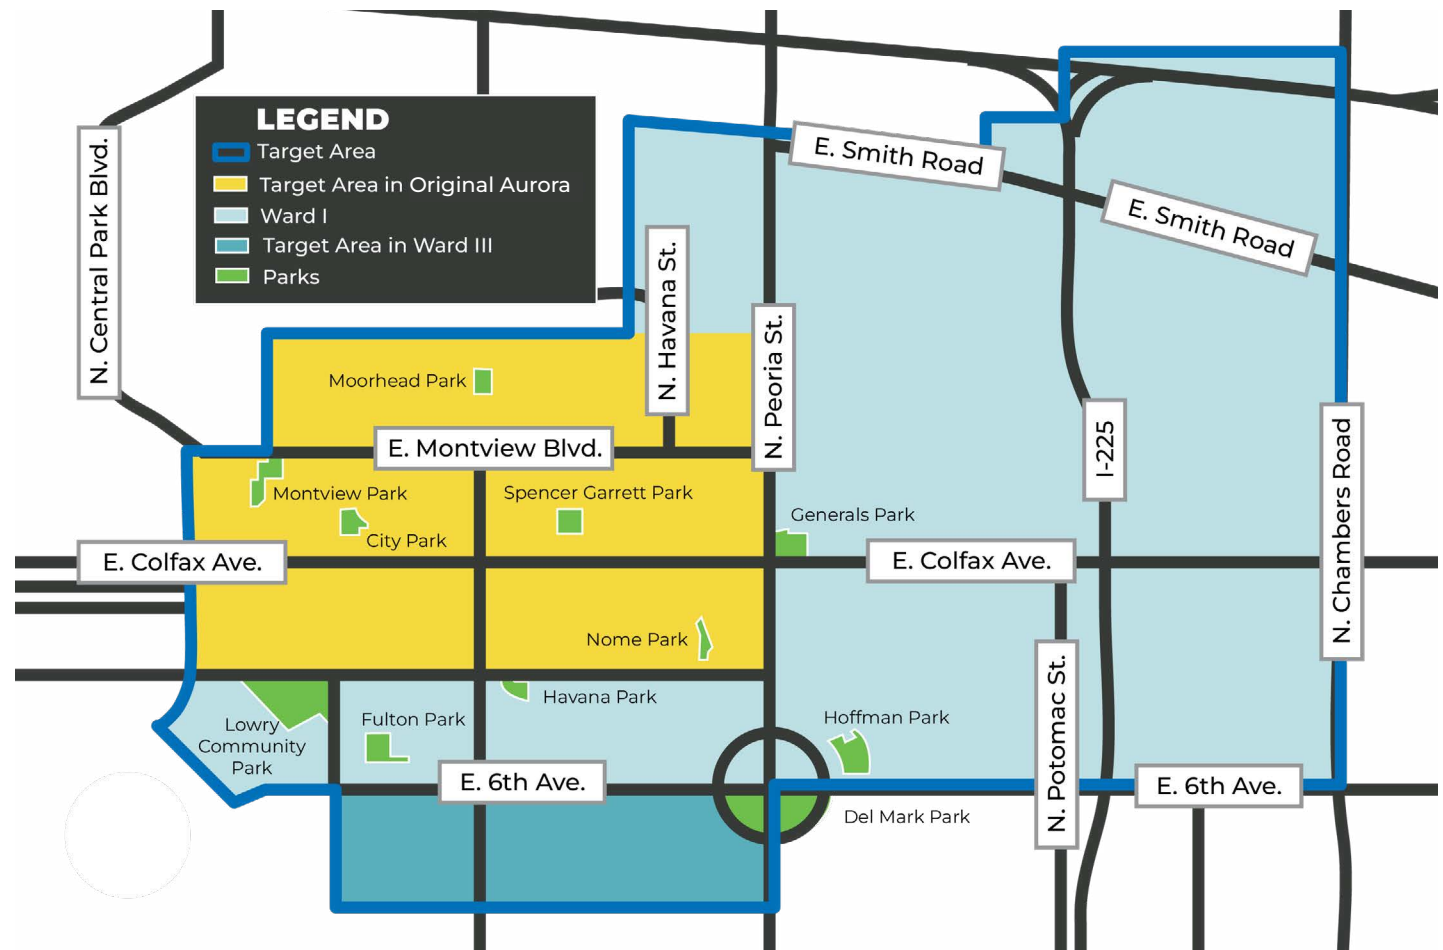 LEGEND
Target Area
Target Area in Original Aurora
Ward I
Target Area in Ward III
Parks
N. Central Park Blvd.
E. Smith Road
E. Smith Road
N. Havana St.
N. Peoria St.
Moorhead Park
E. Montview Blvd.
I-225
N. Chambers Road
Montview Park
Spencer Garrett Park
City Park
Generals Park
E. Colfax Ave.
E. Colfax Ave.
Nome Park
N. Potomac St.
Havana Park
Lowry
Community
Park
Fulton Park
Hoffman Park
E. 6th Ave.
E. 6th Ave.
Del Mark Park